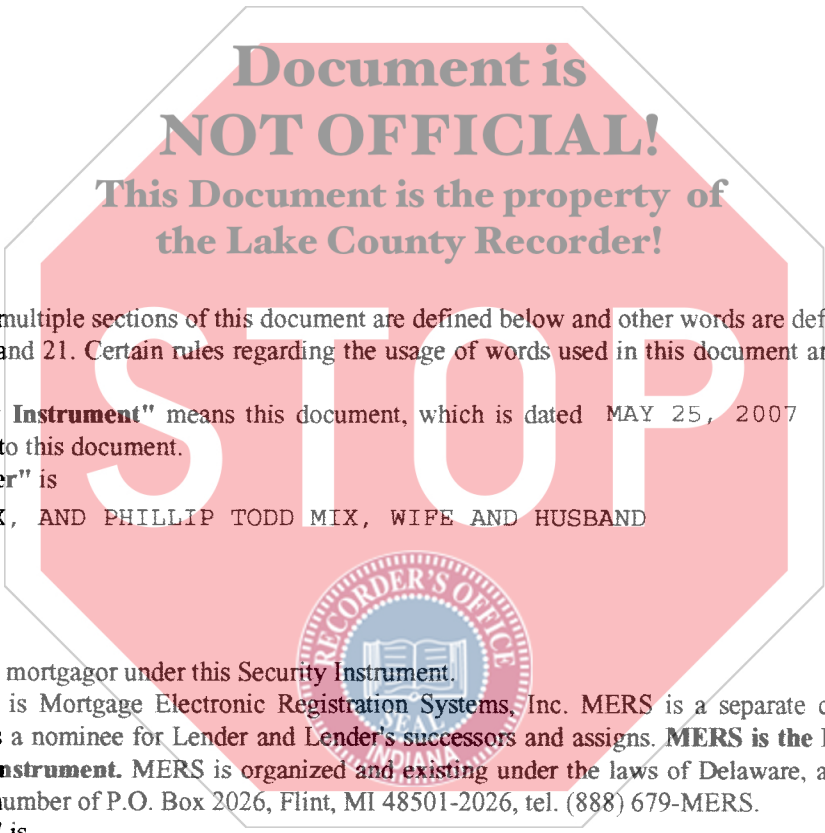 Document is
NOT OFFICIAL!
This Document is the property of
the Lake County Recorder!
STOP
multiple sections of this document are defined below and other words are def
and 21. Certain rules regarding the usage of words used in this document a
Instrument" means this document, which is dated MAY 25, 2007
to this document.
er" is
X, AND PHILLIP TODD MIX, WIFE AND HUSBAND
RECORDER'S OFFICE
SEAL
INDIANA
mortgagor under this Security Instrument.
is Mortgage Electronic Registration Systems, Inc. MERS is a separate c
s a nominee for Lender and Lender's successors and assigns. MERS is the
nstrument. MERS is organized and existing under the laws of Delaware, a
number of P.O. Box 2026, Flint, MI 48501-2026, tel. (888) 679-MERS.
is